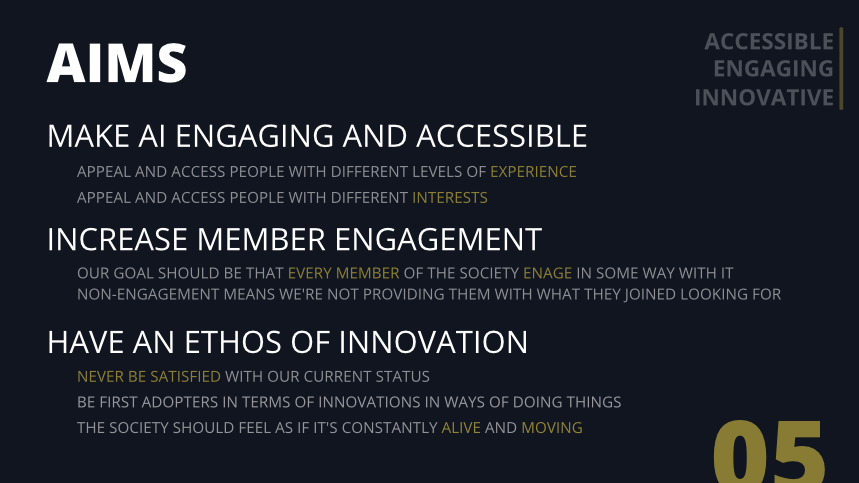 AIMS
ACCESSIBLE
ENGAGING
INNOVATIVE
MAKE AI ENGAGING AND ACCESSIBLE
APPEAL AND ACCESS PEOPLE WITH DIFFERENT LEVELS OF EXPERIENCE
APPEAL AND ACCESS PEOPLE WITH DIFFERENT INTERESTS
INCREASE MEMBER ENGAGEMENT
OUR GOAL SHOULD BE THAT EVERY MEMBER OF THE SOCIETY ENAGE IN SOME WAY WITH IT
NON-ENGAGEMENT MEANS WE'RE NOT PROVIDING THEM WITH WHAT THEY JOINED LOOKING FOR
HAVE AN ETHOS OF INNOVATION
NEVER BE SATISFIED WITH OUR CURRENT STATUS
BE FIRST ADOPTERS IN TERMS OF INNOVATIONS IN WAYS OF DOING THINGS
THE SOCIETY SHOULD FEEL AS IF IT'S CONSTANTLY ALIVE AND MOVING
05